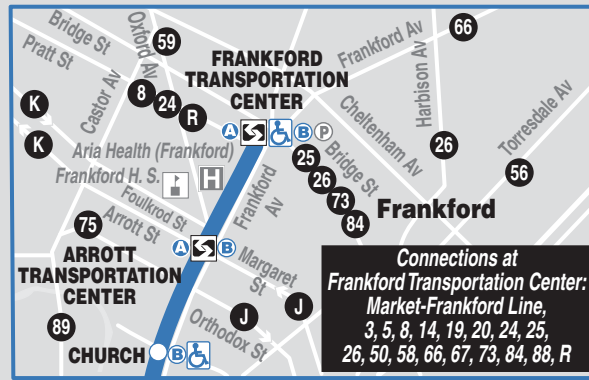 Bridge St
Pratt St
Oxford Av
59
Castor Av
8
24
R
K
K
FRANKFORD
TRANSPORTATION
CENTER
Frankford Av
66
Harbison Av
Torresdale Av
Cheltenham Av
A
B
P
Aria Health (Frankford)
H
Frankford H. S.
25
26
73
84
Bridge St
26
56
Frankford
Frankford
Av
Foulkrod St
75
Arrott St
A
B
ARROTT
TRANSPORTATION
CENTER
Margaret
St
J
J
Orthodox St
89
CHURCH
B
Connections at
Frankford Transportation Center:
Market-Frankford Line,
3, 5, 8, 14, 19, 20, 24, 25,
26, 50, 58, 66, 67, 73, 84, 88, R